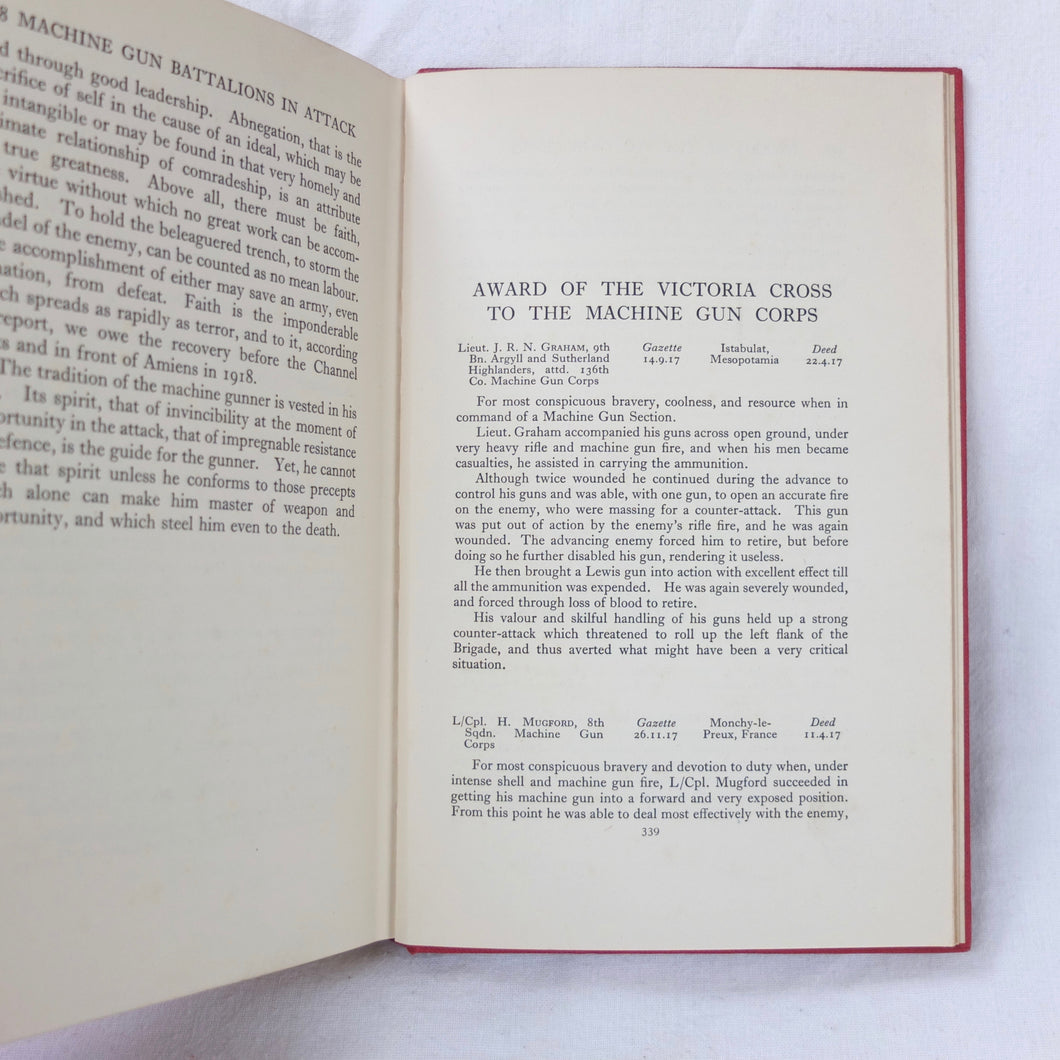 8 MACHINE GUN BATTALIONS IN ATTACK
d through good leadership. Abnegation, that is the
crifice of self in the cause of an ideal, which may be
intangible or may be found in that very homely and
imate relationship of comradeship, is an attribute
true greatness. Above all, there must be faith,
virtue without which no great work can be accom-
shed. To hold the beleaguered trench, to storm the
del of the enemy, can be counted as no mean labour.
e accomplishment of either may save an army, even
nation, from defeat. Faith is the imponderable
ch spreads as rapidly as terror, and to it, according
report, we owe the recovery before the Channel
s and in front of Amiens in 1918.
The tradition of the machine gunner is vested in his
. Its spirit, that of invincibility at the moment of
ortunity in the attack, that of impregnable resistance
efence, is the guide for the gunner. Yet, he cannot
e that spirit unless he conforms to those precepts
ch alone can make him master of weapon and
ortunity, and which steel him even to the death.
AWARD OF THE VICTORIA CROSS
TO THE MACHINE GUN CORPS
Lieut. J. R. N. Graham, 9th Gazette Istabulat, Deed
Bn. Argyll and Sutherland 14.9.17 Mesopotamia 22.4.17
Highlanders, attd. 136th
Co. Machine Gun Corps
For most conspicuous bravery, coolness, and resource when in
command of a Machine Gun Section.
Lieut. Graham accompanied his guns across open ground, under
very heavy rifle and machine gun fire, and when his men became
casualties, he assisted in carrying the ammunition.
Although twice wounded he continued during the advance to
control his guns and was able, with one gun, to open an accurate fire
on the enemy, who were massing for a counter-attack. This gun
was put out of action by the enemy's rifle fire, and he was again
wounded. The advancing enemy forced him to retire, but before
doing so he further disabled his gun, rendering it useless.
He then brought a Lewis gun into action with excellent effect till
all the ammunition was expended. He was again severely wounded,
and forced through loss of blood to retire.
His valour and skilful handling of his guns held up a strong
counter-attack which threatened to roll up the left flank of the
Brigade, and thus averted what might have been a very critical
situation.
L/Cpl. H. Mugford, 8th Gazette Monchy-le- Deed
Sqdn. Machine Gun 26.11.17 Preux, France 11.4.17
Corps
For most conspicuous bravery and devotion to duty when, under
intense shell and machine gun fire, L/Cpl. Mugford succeeded in
getting his machine gun into a forward and very exposed position.
From this point he was able to deal most effectively with the enemy,
339